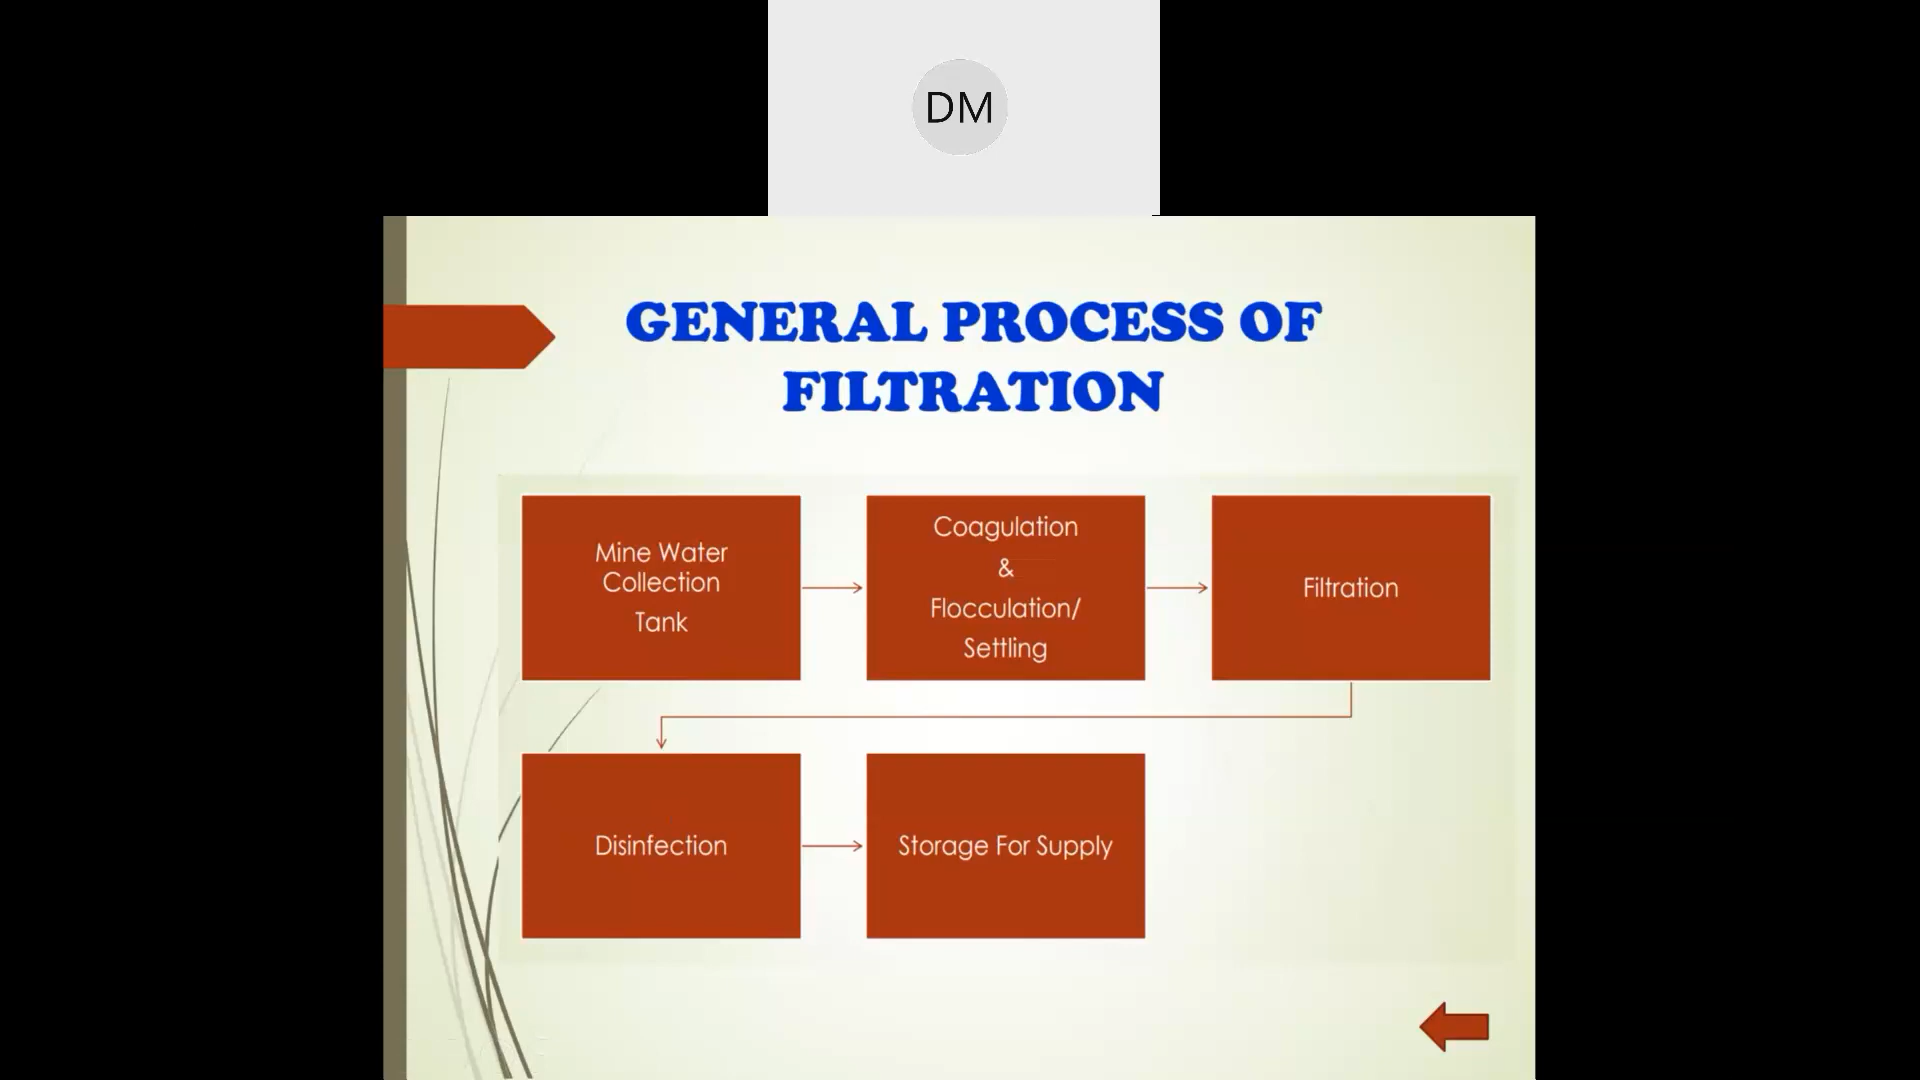 DM
GENERAL PROCESS OF
FILTRATION
Mine Water
Collection
Tank
Coagulation
&
Flocculation/
Settling
Filtration
Disinfection
Storage For Supply